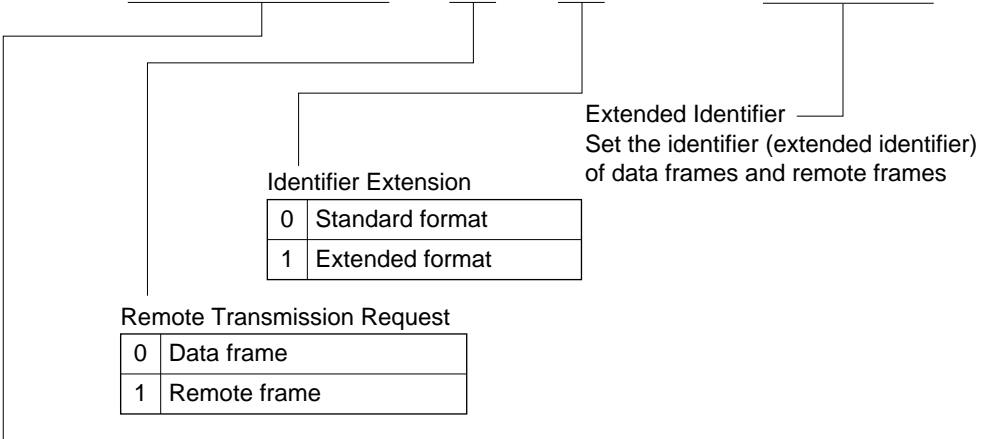 Extended Identifier
Set the identifier (extended identifier)
of data frames and remote frames
Identifier Extension
0 Standard format
1 Extended format
Remote Transmission Request
0 Data frame
1 Remote frame